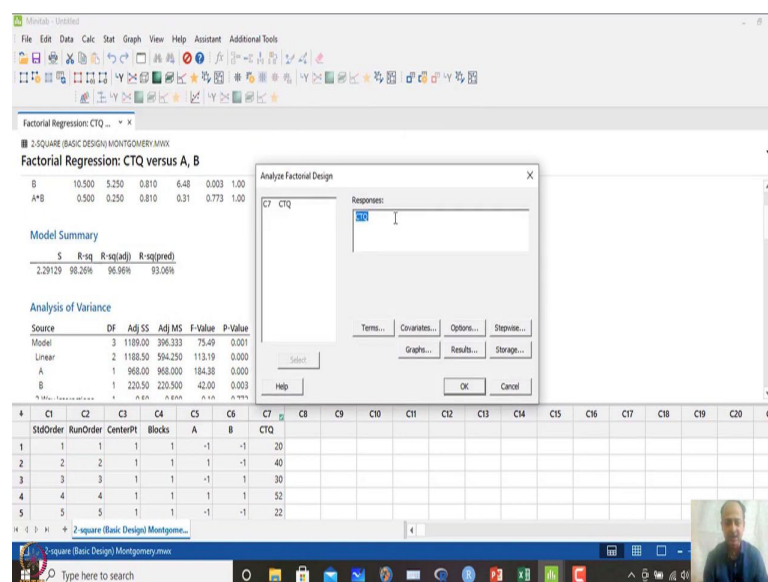 Minitab - Untitled
File Edit Data Calc Stat Graph View Help Assistant Additional Tools
Factorial Regression: CTQ ...
2-SQUARE (BASIC DESIGN) MONTGOMERY.MWX
Factorial Regression: CTQ versus A, B
B 10.500 5.250 0.810 6.48 0.003 1.00
A*B 0.500 0.250 0.810 0.31 0.773 1.00
Model Summary
S R-sq R-sq(adj) R-sq(pred)
2.29129 98.26% 96.96% 93.06%
Analysis of Variance
Source DF Adj SS Adj MS F-Value P-Value
Model 3 1189.00 396.333 75.49 0.001
Linear 2 1188.50 594.250 113.19 0.000
A 1 968.00 968.000 184.38 0.000
B 1 220.50 220.500 42.00 0.003
Analyze Factorial Design
C7 CTQ
Responses:
CTQ
Terms... Covariates... Options... Stepwise...
Graphs... Results... Storage...
Select
Help OK Cancel
C1 C2 C3 C4 C5 C6 C7 C8 C9 C10 C11 C12 C13 C14 C15 C16 C17 C18 C19 C20
StdOrder RunOrder CenterPt Blocks A B CTQ
1 1 1 1 1 -1 -1 20
2 2 2 1 1 1 -1 40
3 3 3 1 1 -1 1 30
4 4 4 1 1 1 1 52
5 5 5 1 1 -1 -1 22
2-square (Basic Design) Montgome...
2-square (Basic Design) Montgomery.mwx
Type here to search